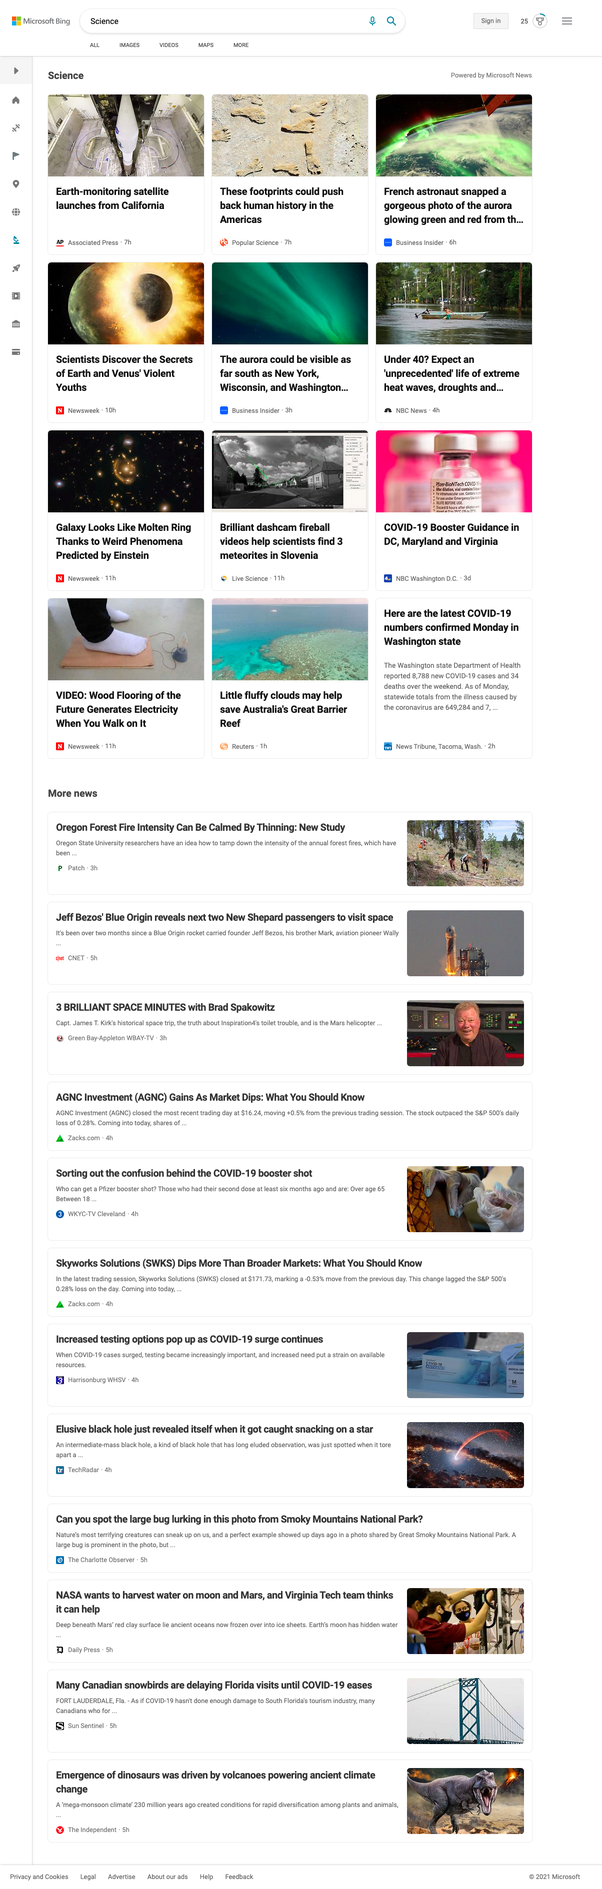 Microsoft Bing
Science
Sign in
25
ALL IMAGES VIDEOS MAPS MORE
Science
Powered by Microsoft News
Earth-monitoring satellite
launches from California
AP Associated Press · 7h
These footprints could push
back human history in the
Americas
Popular Science · 7h
French astronaut snapped a
gorgeous photo of the aurora
glowing green and red from th...
Business Insider · 6h
Scientists Discover the Secrets
of Earth and Venus' Violent
Youths
Newsweek · 10h
The aurora could be visible as
far south as New York,
Wisconsin, and Washington...
Business Insider · 3h
Under 40? Expect an
'unprecedented' life of extreme
heat waves, droughts and...
NBC News · 4h
Galaxy Looks Like Molten Ring
Thanks to Weird Phenomena
Predicted by Einstein
Newsweek · 11h
Brilliant dashcam fireball
videos help scientists find 3
meteorites in Slovenia
Live Science · 11h
COVID-19 Booster Guidance in
DC, Maryland and Virginia
NBC Washington D.C. · 3d
VIDEO: Wood Flooring of the
Future Generates Electricity
When You Walk on It
Newsweek · 11h
Little fluffy clouds may help
save Australia's Great Barrier
Reef
Reuters · 1h
Here are the latest COVID-19
numbers confirmed Monday in
Washington state
The Washington state Department of Health
reported 8,788 new COVID-19 cases and 34
deaths over the weekend. As of Monday,
statewide totals from the illness caused by
the coronavirus are 649,284 and 7, ...
News Tribune, Tacoma, Wash. · 2h
More news
Oregon Forest Fire Intensity Can Be Calmed By Thinning: New Study
Oregon State University researchers have an idea how to tamp down the intensity of the annual forest fires, which have
been ...
Patch · 3h
Jeff Bezos' Blue Origin reveals next two New Shepard passengers to visit space
It's been over two months since a Blue Origin rocket carried founder Jeff Bezos, his brother Mark, aviation pioneer Wally
...
CNET · 5h
3 BRILLIANT SPACE MINUTES with Brad Spakowitz
Capt. James T. Kirk's historical space trip, the truth about Inspiration4's toilet trouble, and is the Mars helicopter ...
Green Bay-Appleton WBAY-TV · 3h
AGNC Investment (AGNC) Gains As Market Dips: What You Should Know
AGNC Investment (AGNC) closed the most recent trading day at $16.24, moving +0.5% from the previous trading session. The stock outpaced the S&P 500's daily
loss of 0.28%. Coming into today, shares of ...
Zacks.com · 4h
Sorting out the confusion behind the COVID-19 booster shot
Who can get a Pfizer booster shot? Those who had their second dose at least six months ago and are: Over age 65
Between 18 ...
WKYC-TV Cleveland · 4h
Skyworks Solutions (SWKS) Dips More Than Broader Markets: What You Should Know
In the latest trading session, Skyworks Solutions (SWKS) closed at $171.73, marking a -0.53% move from the previous day. This change lagged the S&P 500's
0.28% loss on the day. Coming into today, ...
Zacks.com · 4h
Increased testing options pop up as COVID-19 surge continues
When COVID-19 cases surged, testing became increasingly important, and increased need put a strain on available
resources.
Harrisonburg WHSV · 4h
Elusive black hole just revealed itself when it got caught snacking on a star
An intermediate-mass black hole, a kind of black hole that has long eluded observation, was just spotted when it tore
apart a ...
TechRadar · 4h
Can you spot the large bug lurking in this photo from Smoky Mountains National Park?
Nature's most terrifying creatures can sneak up on us, and a perfect example showed up days ago in a photo shared by Great Smoky Mountains National Park. A
large bug is prominent in the photo, but ...
The Charlotte Observer · 5h
NASA wants to harvest water on moon and Mars, and Virginia Tech team thinks
it can help
Deep beneath Mars' red clay surface lie ancient oceans now frozen over into ice sheets. Earth's moon has hidden water
...
Daily Press · 5h
Many Canadian snowbirds are delaying Florida visits until COVID-19 eases
FORT LAUDERDALE, Fla. - As if COVID-19 hasn't done enough damage to South Florida's tourism industry, many
Canadians who for ...
Sun Sentinel · 5h
Emergence of dinosaurs was driven by volcanoes powering ancient climate
change
A 'mega-monsoon climate' 230 million years ago created conditions for rapid diversification among plants and animals,
...
The Independent · 5h
Privacy and Cookies Legal Advertise About our ads Help Feedback
© 2021 Microsoft